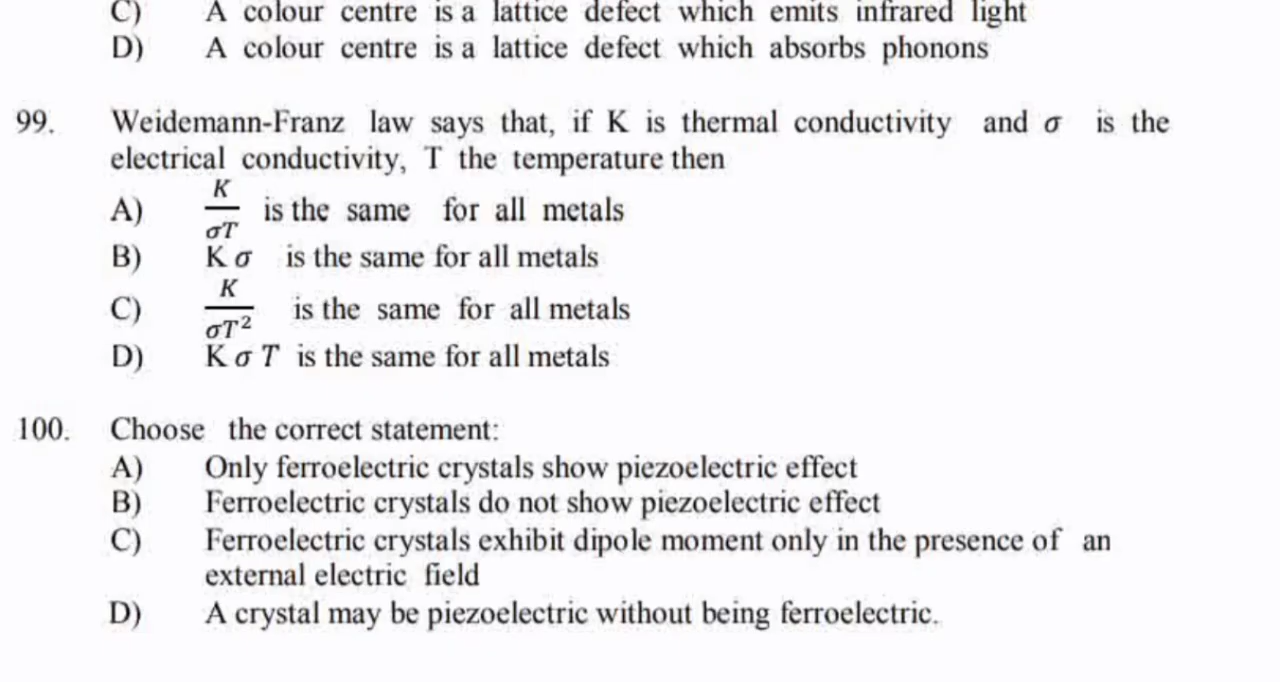 C) A colour centre is a lattice defect which emits infrared light
D) A colour centre is a lattice defect which absorbs phonons
99. Weidemann-Franz law says that, if K is thermal conductivity and σ is the
electrical conductivity, T the temperature then
A) K/σT is the same for all metals
B) K σ is the same for all metals
C) K/σT² is the same for all metals
D) K σ T is the same for all metals
100. Choose the correct statement:
A) Only ferroelectric crystals show piezoelectric effect
B) Ferroelectric crystals do not show piezoelectric effect
C) Ferroelectric crystals exhibit dipole moment only in the presence of an
external electric field
D) A crystal may be piezoelectric without being ferroelectric.